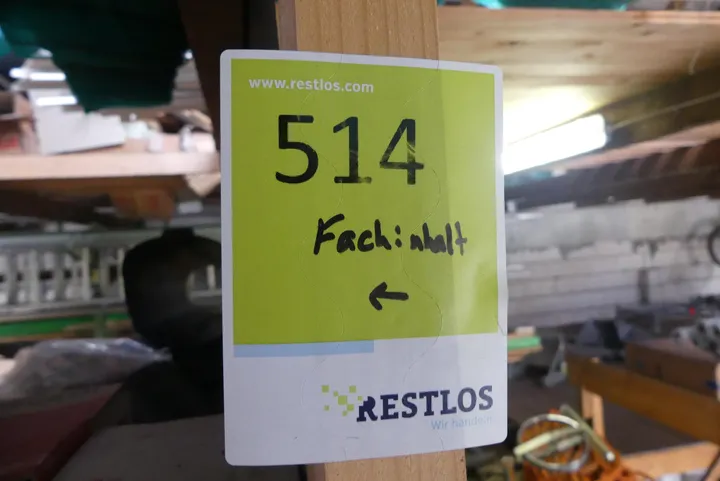 www.restlos.com
514
Fachinhalt
←
RESTLOS
Wir handeln.